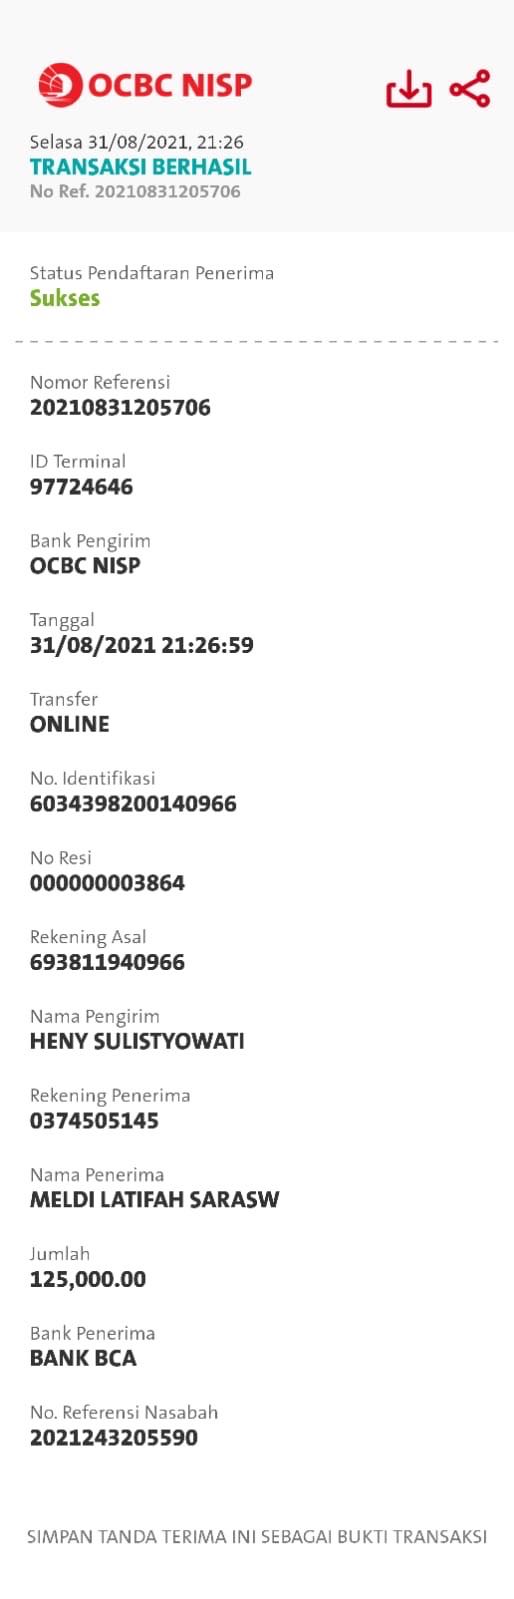 OCBC NISP
Selasa 31/08/2021, 21:26
TRANSAKSI BERHASIL
No Ref. 20210831205706
Status Pendaftaran Penerima
Sukses
Nomor Referensi
20210831205706
ID Terminal
97724646
Bank Pengirim
OCBC NISP
Tanggal
31/08/2021 21:26:59
Transfer
ONLINE
No. Identifikasi
6034398200140966
No Resi
000000003864
Rekening Asal
693811940966
Nama Pengirim
HENY SULISTYOWATI
Rekening Penerima
0374505145
Nama Penerima
MELDI LATIFAH SARASW
Jumlah
125,000.00
Bank Penerima
BANK BCA
No. Referensi Nasabah
2021243205590
SIMPAN TANDA TERIMA INI SEBAGAI BUKTI TRANSAKSI